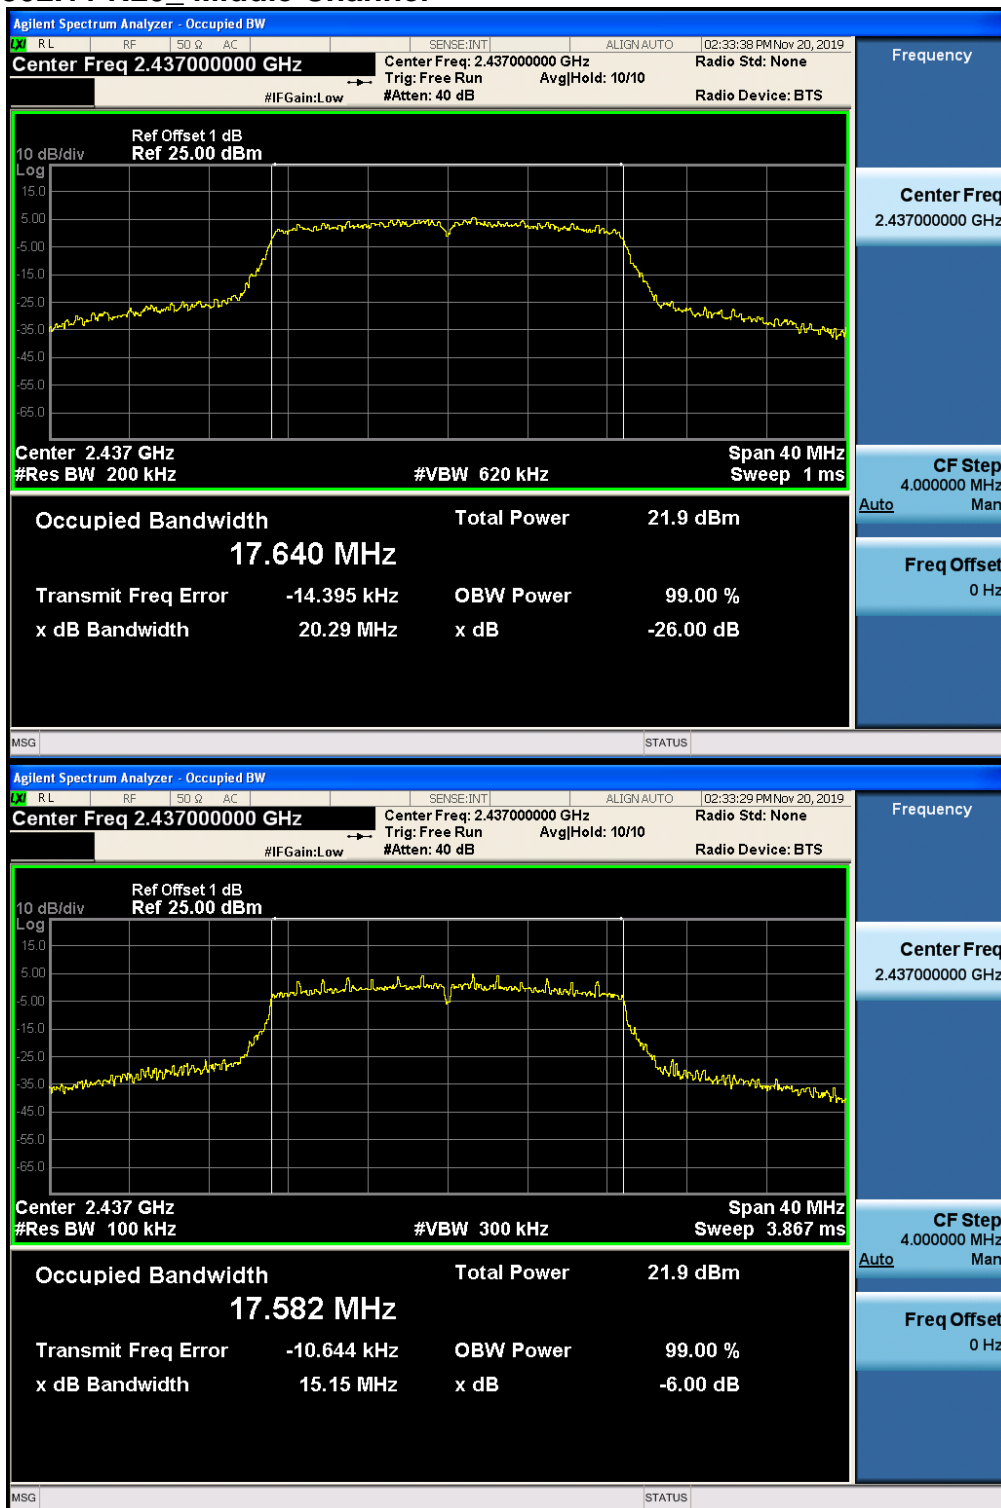 Agilent Spectrum Analyzer - Occupied BW
LXI RL RF 50 Ω AC SENSE:INT ALIGN AUTO 02:33:38 PM Nov 20, 2019
Center Freq 2.437000000 GHz
Center Freq: 2.437000000 GHz Radio Std: None
Trig: Free Run Avg|Hold: 10/10
#IFGain:Low #Atten: 40 dB Radio Device: BTS
Frequency
Ref Offset 1 dB
10 dB/div Ref 25.00 dBm
Log
15.0
5.00
-5.00
-15.0
-25.0
-35.0
-45.0
-55.0
-65.0
Center 2.437 GHz Span 40 MHz
#Res BW 200 kHz #VBW 620 kHz Sweep 1 ms
Center Freq
2.437000000 GHz
CF Step
4.000000 MHz
Auto Man
Freq Offset
0 Hz
Occupied Bandwidth Total Power 21.9 dBm
17.640 MHz
Transmit Freq Error -14.395 kHz OBW Power 99.00 %
x dB Bandwidth 20.29 MHz x dB -26.00 dB
MSG STATUS
Agilent Spectrum Analyzer - Occupied BW
LXI RL RF 50 Ω AC SENSE:INT ALIGN AUTO 02:33:29 PM Nov 20, 2019
Center Freq 2.437000000 GHz
Center Freq: 2.437000000 GHz Radio Std: None
Trig: Free Run Avg|Hold: 10/10
#IFGain:Low #Atten: 40 dB Radio Device: BTS
Frequency
Ref Offset 1 dB
10 dB/div Ref 25.00 dBm
Log
15.0
5.00
-5.00
-15.0
-25.0
-35.0
-45.0
-55.0
-65.0
Center 2.437 GHz Span 40 MHz
#Res BW 100 kHz #VBW 300 kHz Sweep 3.867 ms
Center Freq
2.437000000 GHz
CF Step
4.000000 MHz
Auto Man
Freq Offset
0 Hz
Occupied Bandwidth Total Power 21.9 dBm
17.582 MHz
Transmit Freq Error -10.644 kHz OBW Power 99.00 %
x dB Bandwidth 15.15 MHz x dB -6.00 dB
MSG STATUS